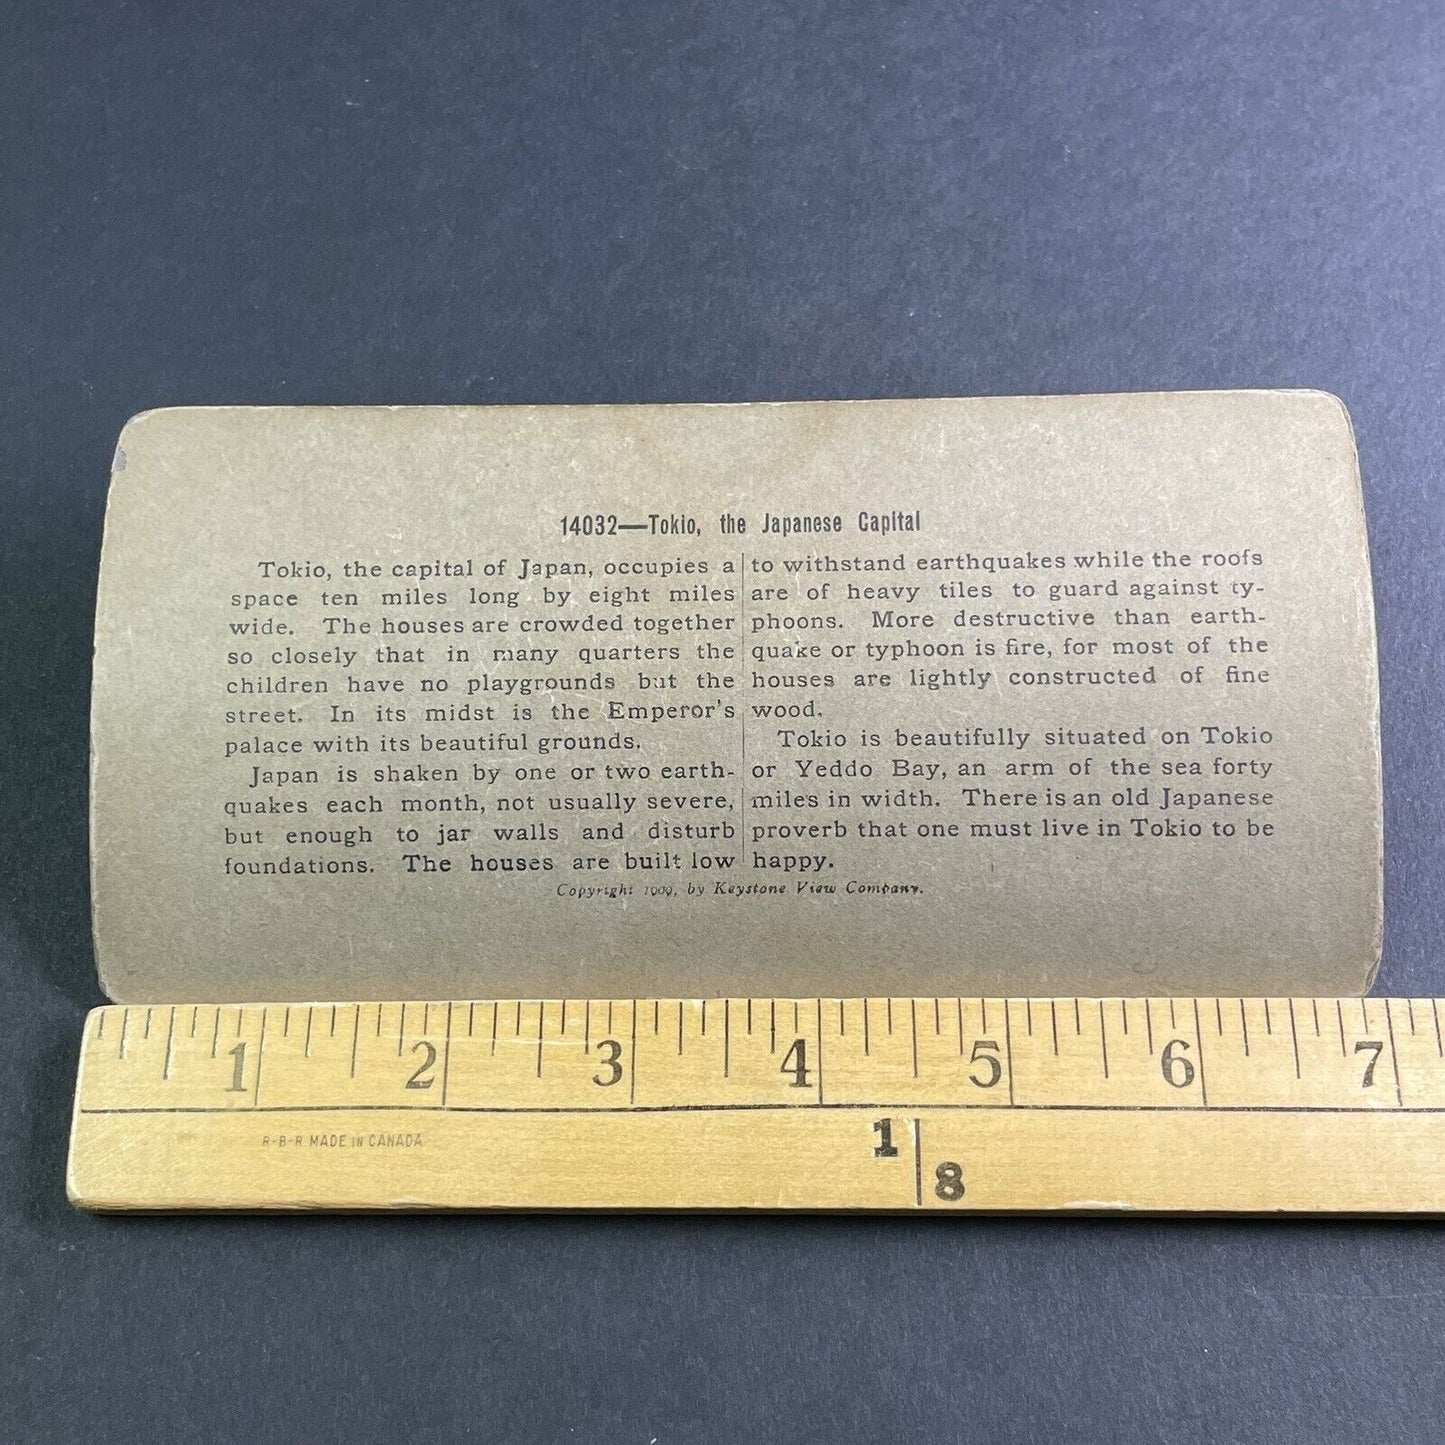 14032—Tokio, the Japanese Capital
Tokio, the capital of Japan, occupies a
space ten miles long by eight miles
wide. The houses are crowded together
so closely that in many quarters the
children have no playgrounds but the
street. In its midst is the Emperor's
palace with its beautiful grounds.
Japan is shaken by one or two earth-
quakes each month, not usually severe,
but enough to jar walls and disturb
foundations. The houses are built low
to withstand earthquakes while the roofs
are of heavy tiles to guard against ty-
phoons. More destructive than earth-
quake or typhoon is fire, for most of the
houses are lightly constructed of fine
wood.
Tokio is beautifully situated on Tokio
or Yeddo Bay, an arm of the sea forty
miles in width. There is an old Japanese
proverb that one must live in Tokio to be
happy.
Copyright 1909, by Keystone View Company.
1 2 3 4 5 6 7
R-B-R MADE IN CANADA
1
8